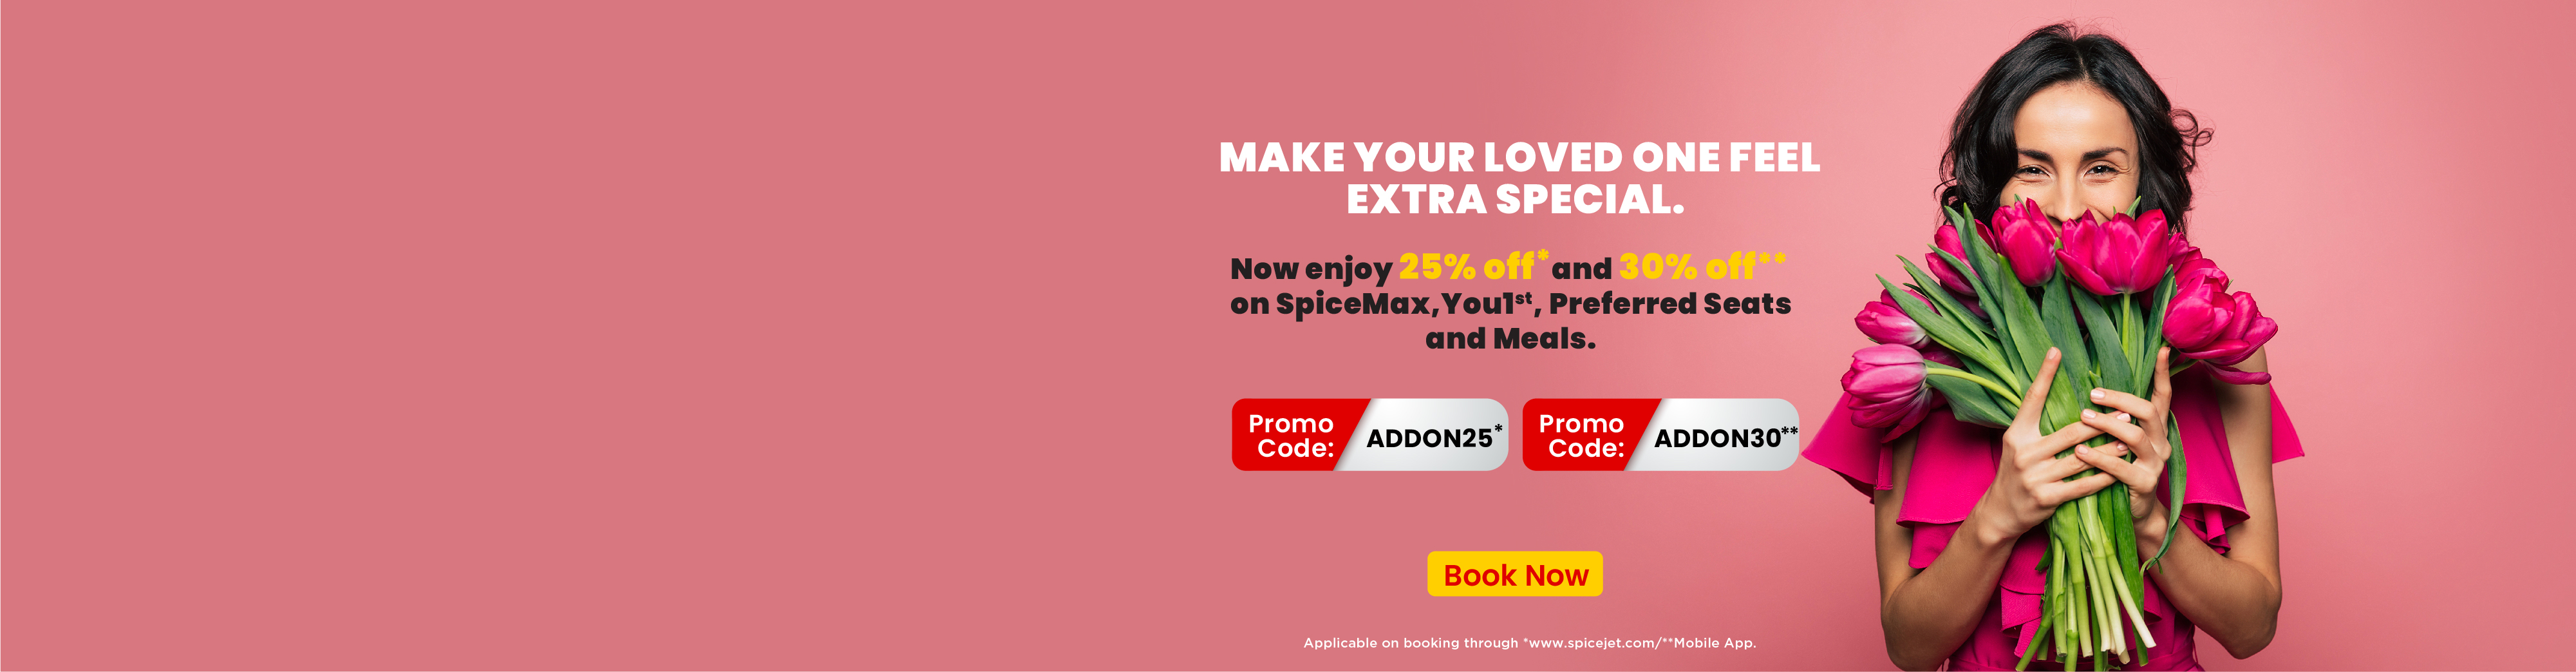 MAKE YOUR LOVED ONE FEEL
EXTRA SPECIAL.
Now enjoy 25% off* and 30% off**
on SpiceMax,You1st, Preferred Seats
and Meals.
Promo
Code:
ADDON25*
Promo
Code:
ADDON30**
Book Now
Applicable on booking through *www.spicejet.com/**Mobile App.